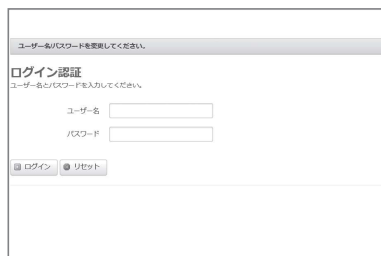 ユーザー名/パスワードを変更してください。
ログイン認証
ユーザー名とパスワードを入力してください。
ユーザー名
パスワード
ログイン リセット